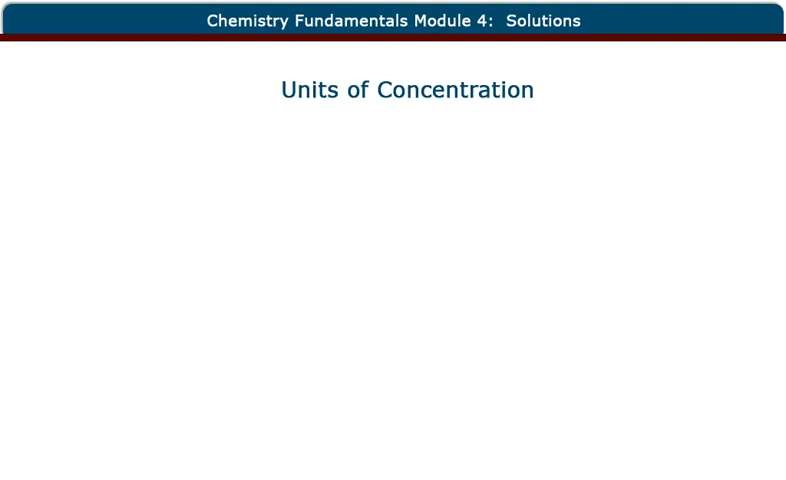 Chemistry Fundamentals Module 4:  Solutions
Units of Concentration